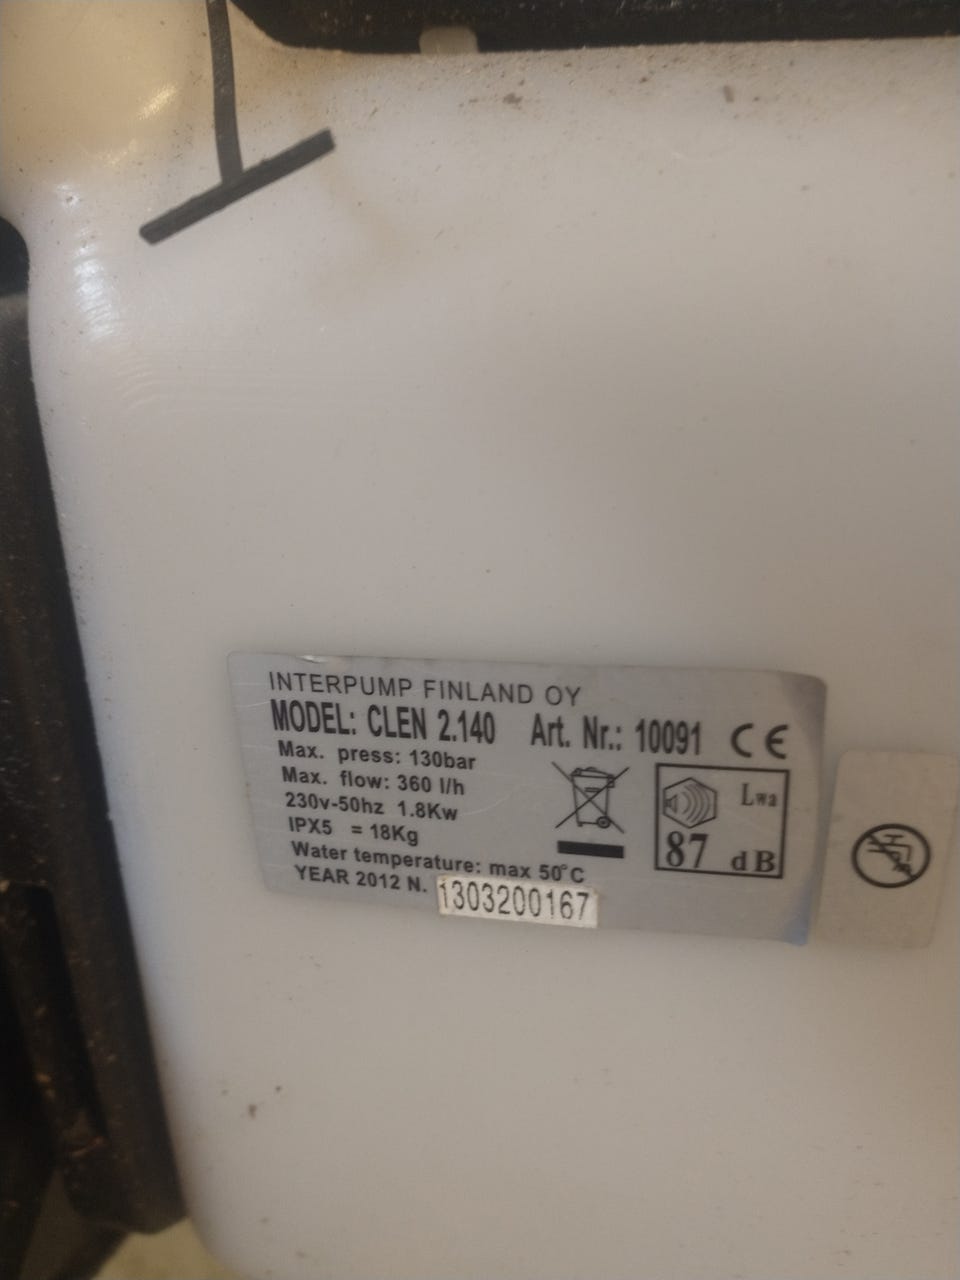 INTERPUMP FINLAND OY
MODEL: CLEN 2.140 Art. Nr.: 10091 CE
Max. press: 130bar
Max. flow: 360 l/h
230v-50hz 1.8Kw
IPX5 = 18Kg
Water temperature: max 50°C
YEAR 2012 N. 1303200167
Lwa
87 dB